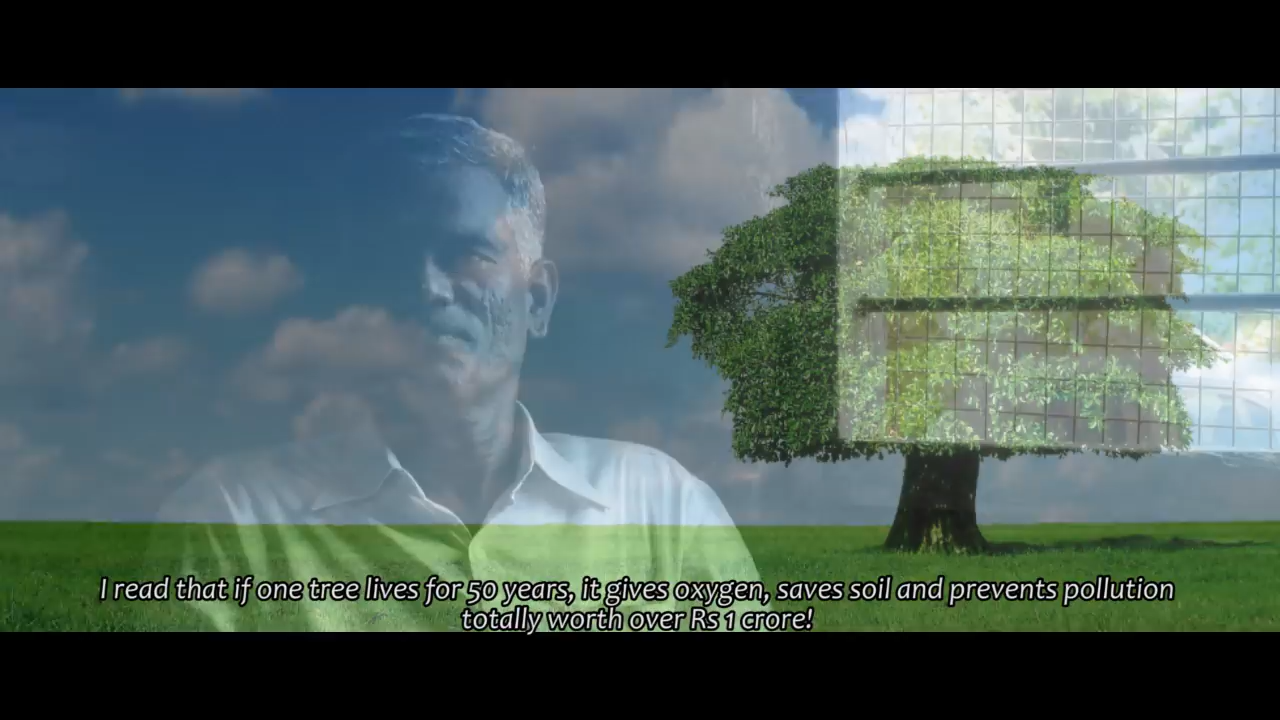 I read that if one tree lives for 50 years, it gives oxygen, saves soil and prevents pollution
totally worth over Rs 1 crore!